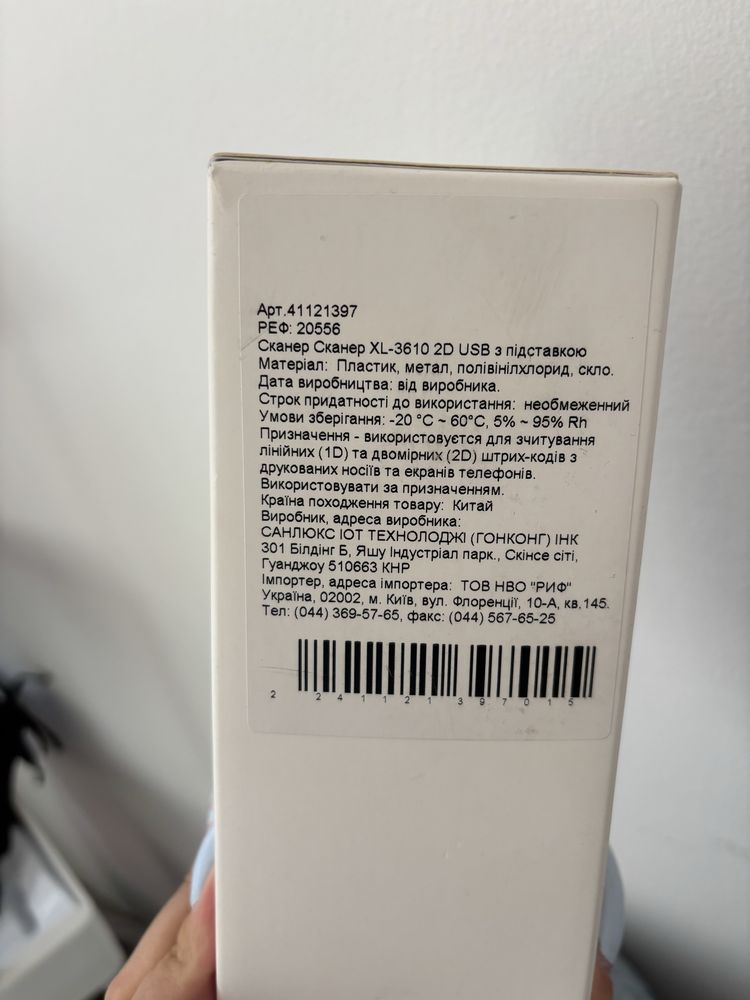 Арт.41121397
РЕФ: 20556
Сканер Сканер XL-3610 2D USB з підставкою
Матеріал: Пластик, метал, полівінілхлорид, скло.
Дата виробництва: від виробника.
Строк придатності до використання: необмеженний
Умови зберігання: -20 °C ~ 60°C, 5% ~ 95% Rh
Призначення - використовується для зчитування
лінійних (1D) та двомірних (2D) штрих-кодів з
друкованих носіїв та екранів телефонів.
Використовувати за призначенням.
Країна походження товару: Китай
Виробник, адреса виробника:
САНЛЮКС ІОТ ТЕХНОЛОДЖІ (ГОНКОНГ) ІНК
301 Білдінг Б, Яшу Індустріал парк., Скінсе сіті,
Гуанджоу 510663 КНР
Імпортер, адреса імпортера: ТОВ НВО "РИФ"
Україна, 02002, м. Київ, вул. Флоренції, 10-А, кв.145.
Тел: (044) 369-57-65, факс: (044) 567-65-25
2 241121 397015